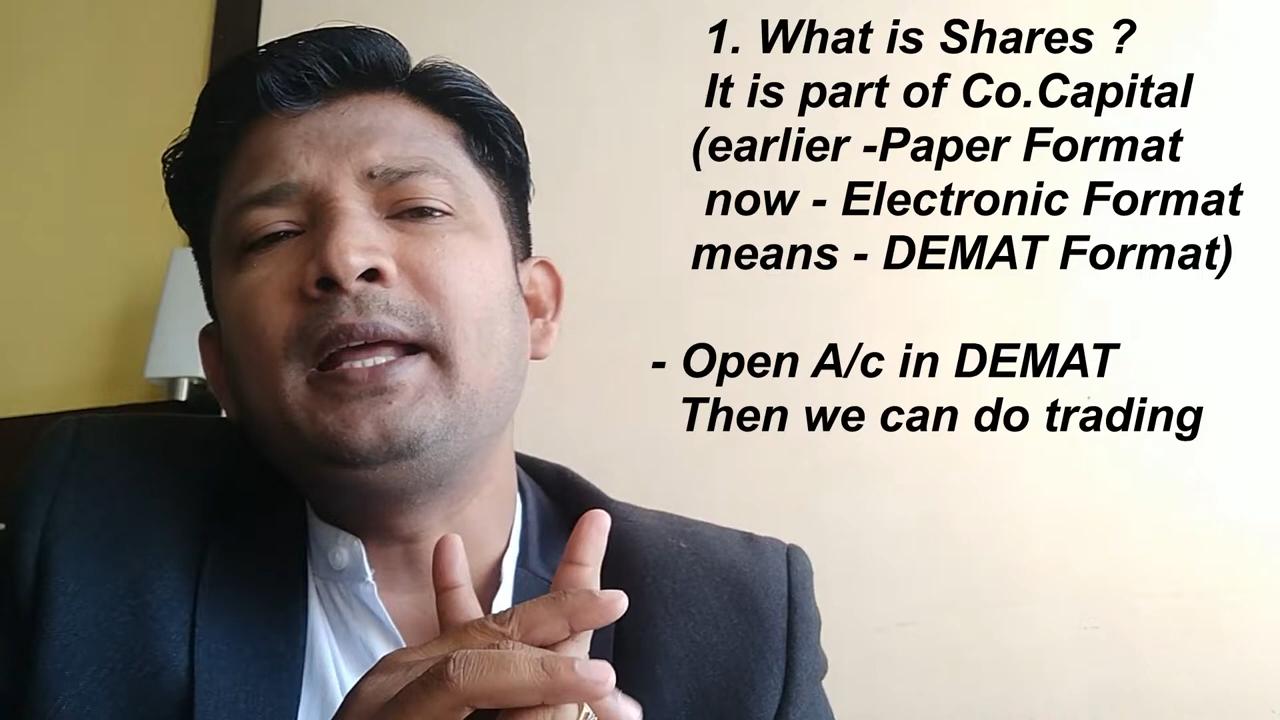 1. What is Shares ?
It is part of Co.Capital
(earlier -Paper Format
now - Electronic Format
means - DEMAT Format)
- Open A/c in DEMAT
Then we can do trading